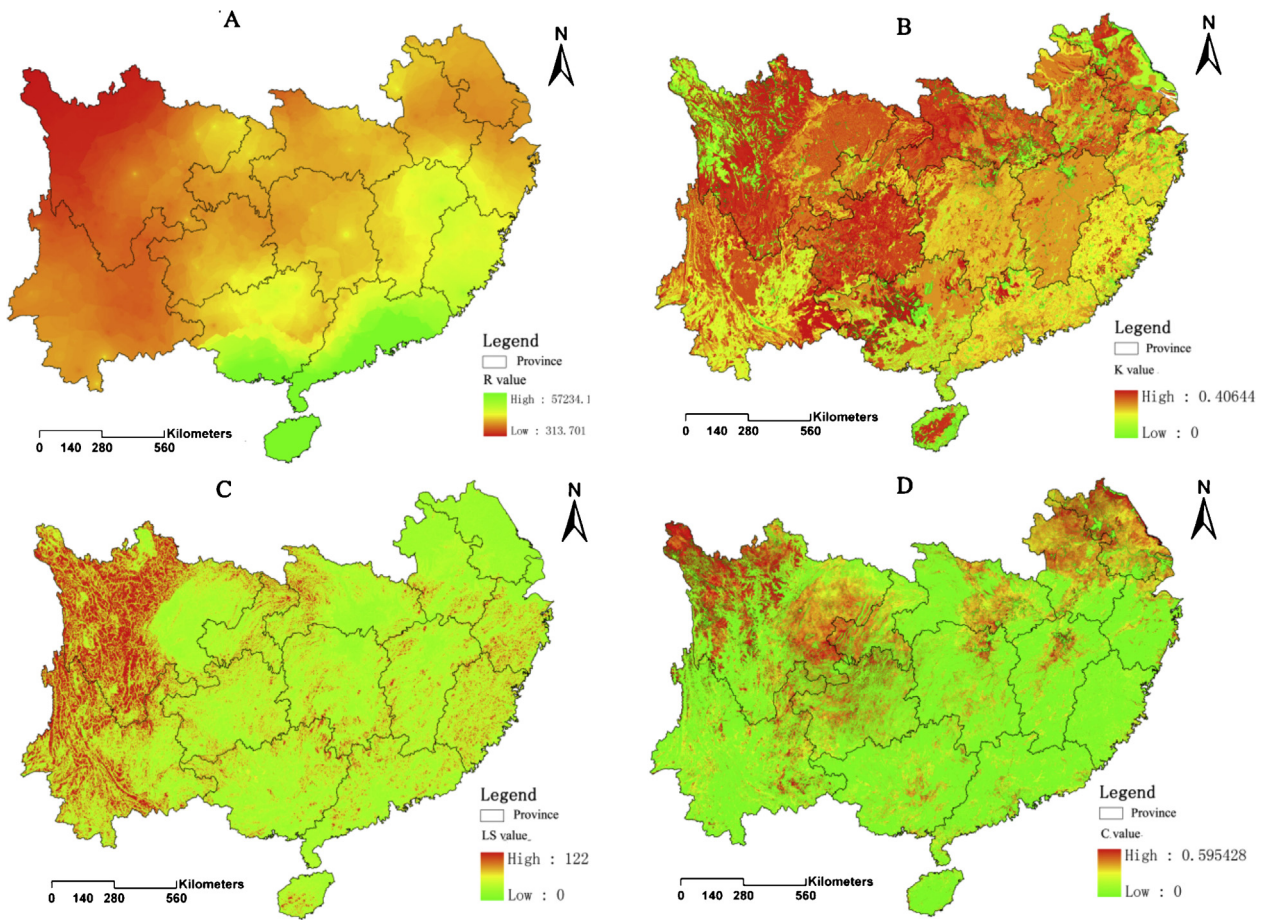 A
N
Legend
Province
R value
High : 57234.1
Low : 313.701
Kilometers
0 140 280 560
B
N
Legend
Province
K value
High : 0.40644
Low : 0
Kilometers
0 140 280 560
C
N
Legend
Province
LS value
High : 122
Low : 0
Kilometers
0 140 280 560
D
N
Legend
Province
C value
High : 0.595428
Low : 0
Kilometers
0 140 280 560